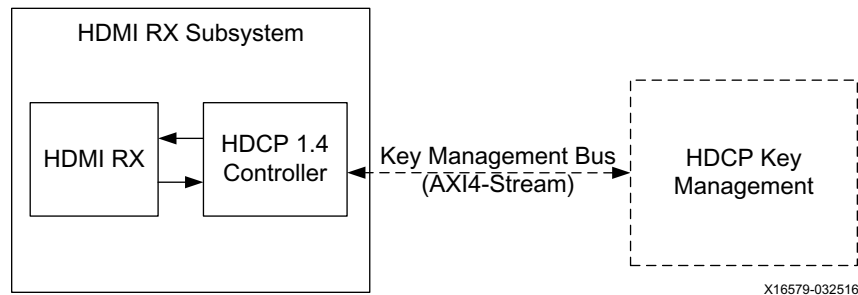 HDMI RX Subsystem
HDMI RX
HDCP 1.4
Controller
Key Management Bus
(AXI4-Stream)
HDCP Key
Management
X16579-032516